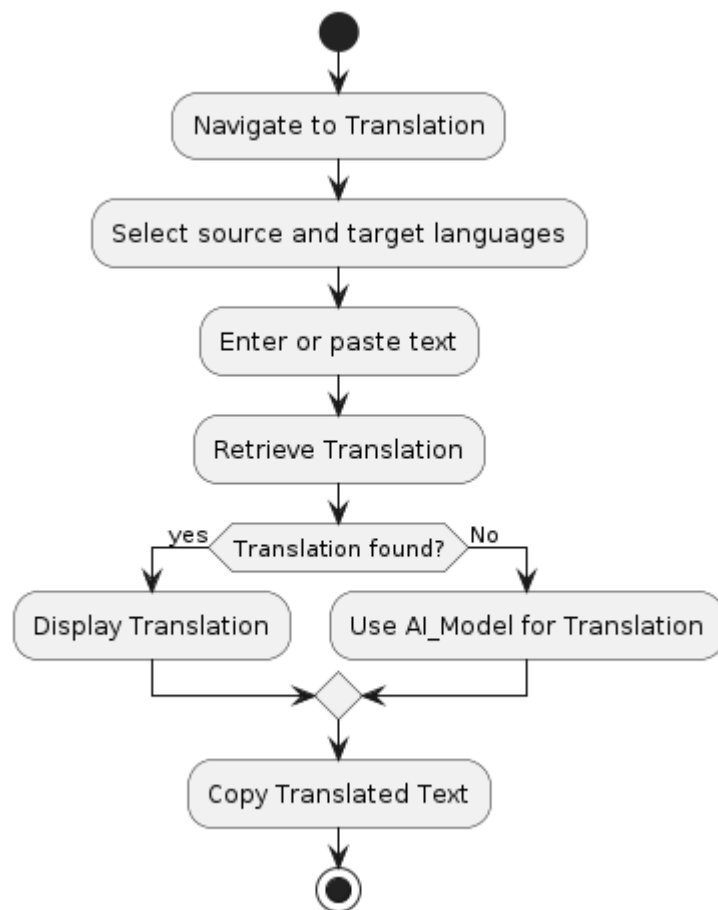 Navigate to Translation
Select source and target languages
Enter or paste text
Retrieve Translation
yes
Translation found?
No
Display Translation
Use AI_Model for Translation
Copy Translated Text